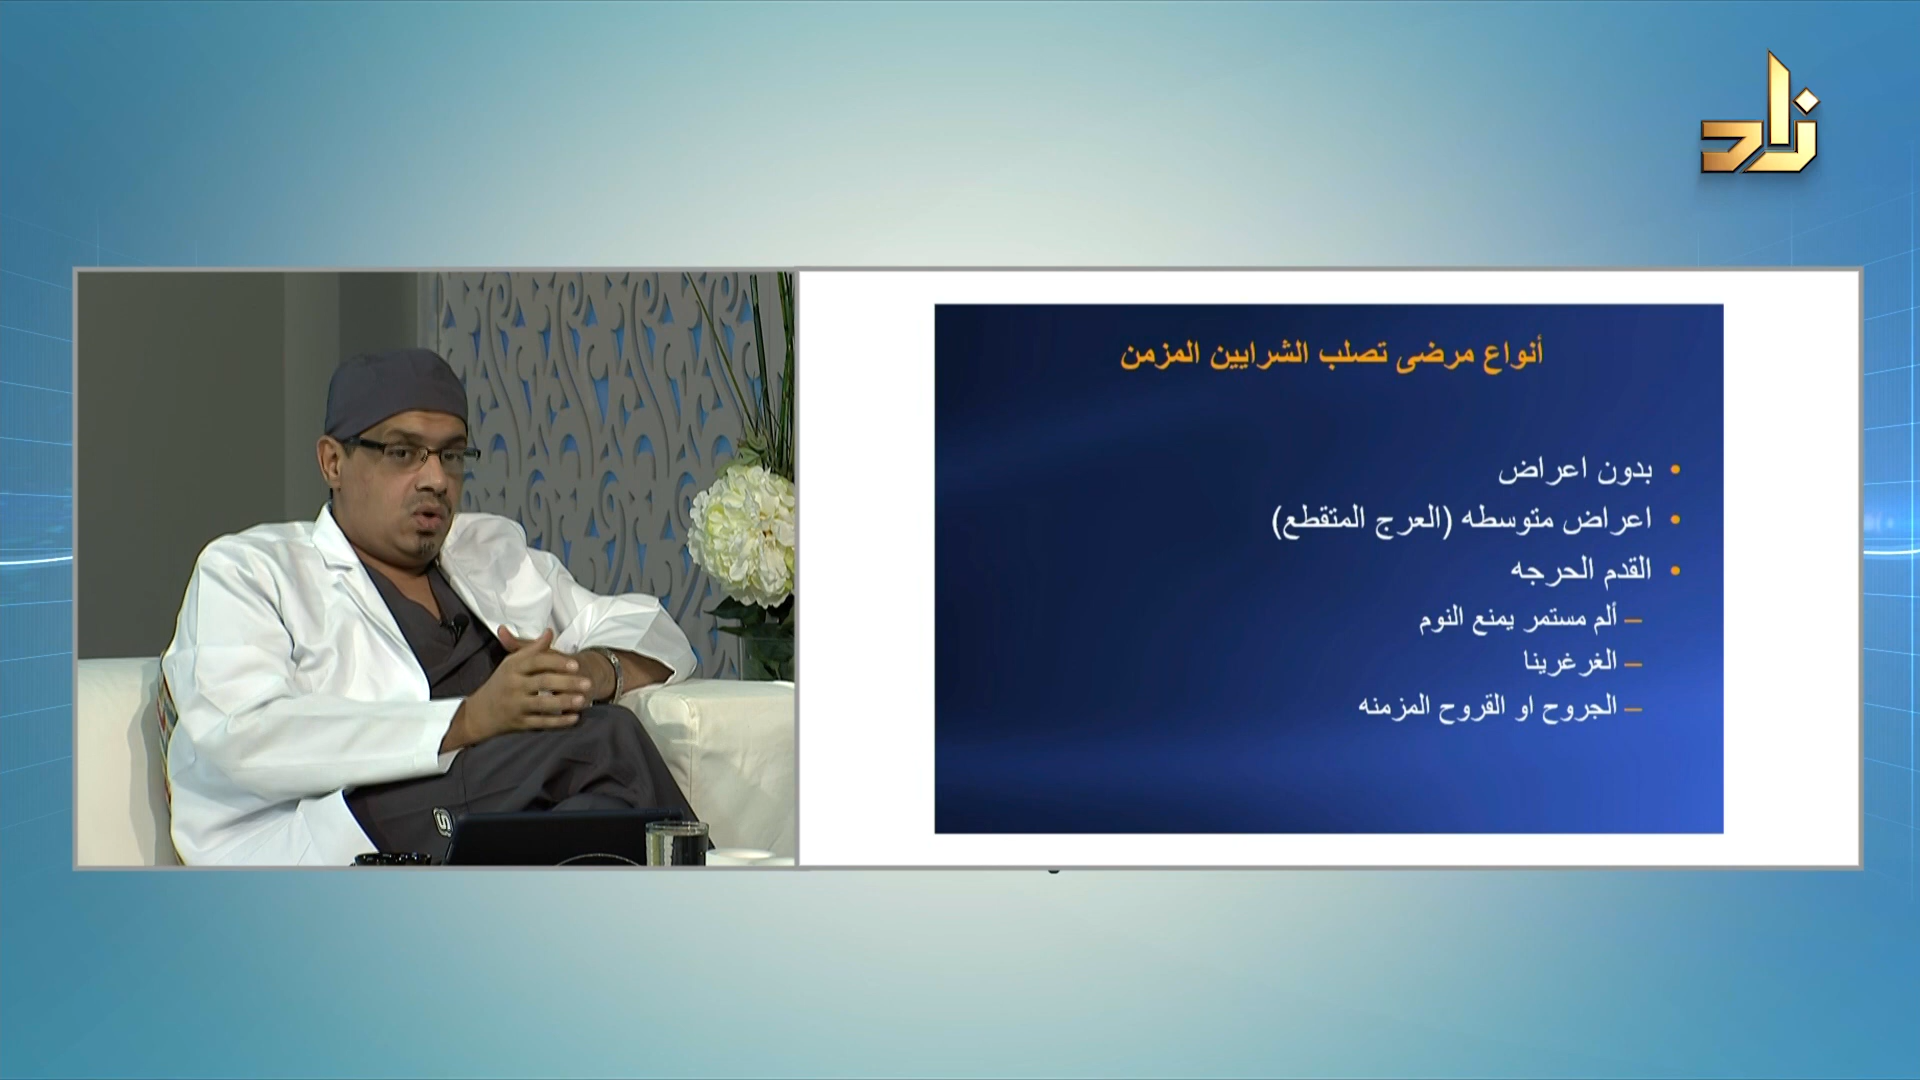 زاد
أنواع مرضى تصلب الشرايين المزمن
• بدون اعراض
• اعراض متوسطه (العرج المتقطع)
• القدم الحرجه
– ألم مستمر يمنع النوم
– الغرغرينا
– الجروح او القروح المزمنه